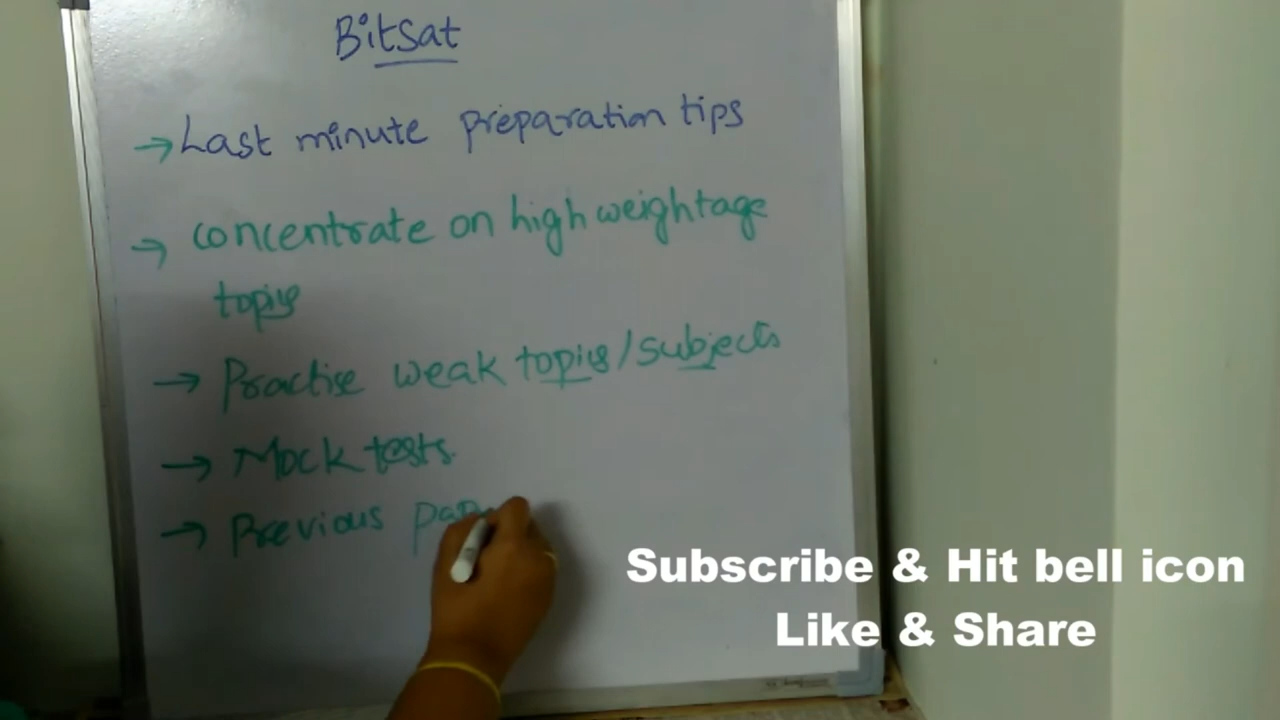 Bitsat
→ Last minute preparation tips
→ concentrate on high weightage
topics
→ Practise weak topics/subjects
→ Mock tests.
→ Previous
Subscribe & Hit bell icon
Like & Share